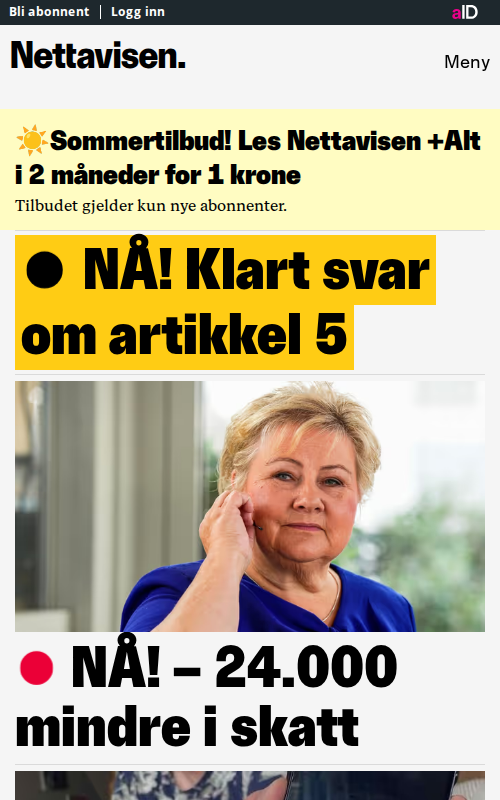 Bli abonnent | Logg inn
aID
Nettavisen.
Meny
☀️Sommertilbud! Les Nettavisen +Alt
i 2 måneder for 1 krone
Tilbudet gjelder kun nye abonnenter.
● NÅ! Klart svar
om artikkel 5
🔴 NÅ! – 24.000
mindre i skatt